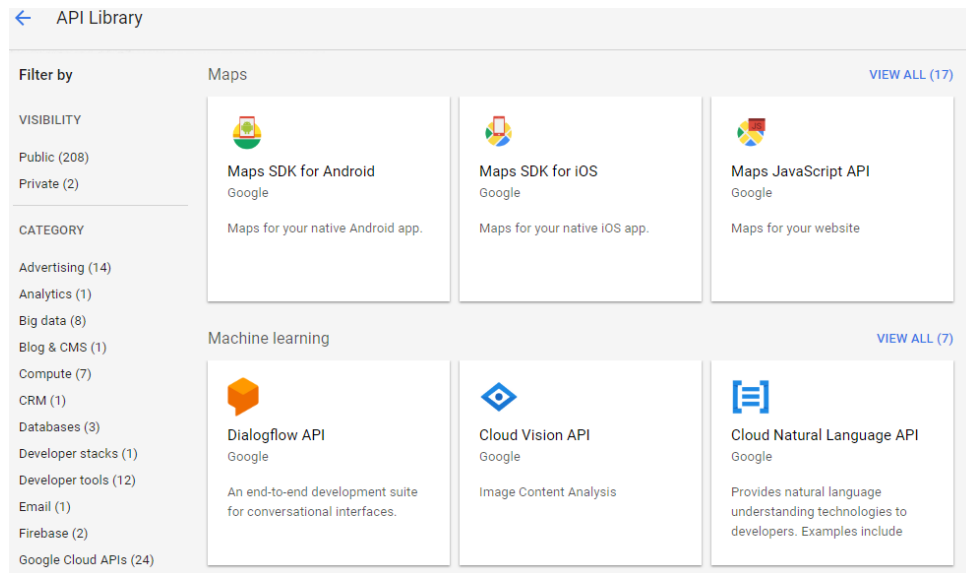 API Library
Filter by
VISIBILITY
Public (208)
Private (2)
CATEGORY
Advertising (14)
Analytics (1)
Big data (8)
Blog & CMS (1)
Compute (7)
CRM (1)
Databases (3)
Developer stacks (1)
Developer tools (12)
Email (1)
Firebase (2)
Google Cloud APIs (24)
Maps
VIEW ALL (17)
Maps SDK for Android
Google
Maps for your native Android app.
Maps SDK for iOS
Google
Maps for your native iOS app.
Maps JavaScript API
Google
Maps for your website
Machine learning
VIEW ALL (7)
Dialogflow API
Google
An end-to-end development suite
for conversational interfaces.
Cloud Vision API
Google
Image Content Analysis
Cloud Natural Language API
Google
Provides natural language
understanding technologies to
developers. Examples include